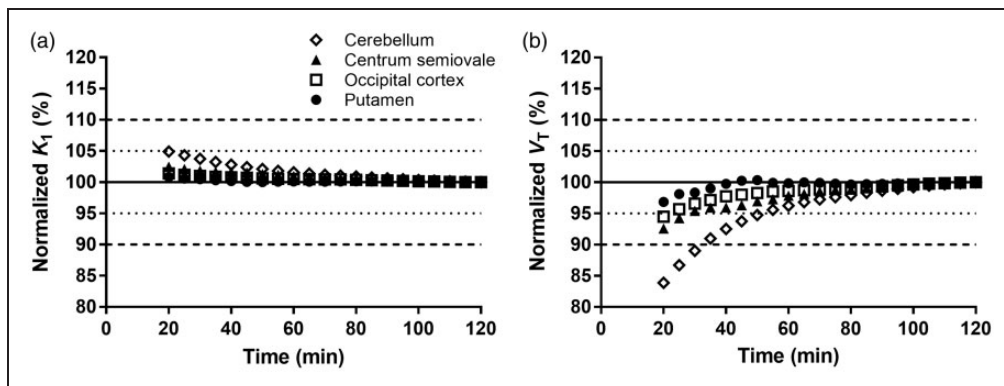 (a)
Cerebellum
Centrum semiovale
Occipital cortex
Putamen
Normalized K1 (%)
120
115
110
105
100
95
90
85
80
0 20 40 60 80 100 120
Time (min)
(b)
Normalized VT (%)
120
115
110
105
100
95
90
85
80
0 20 40 60 80 100 120
Time (min)